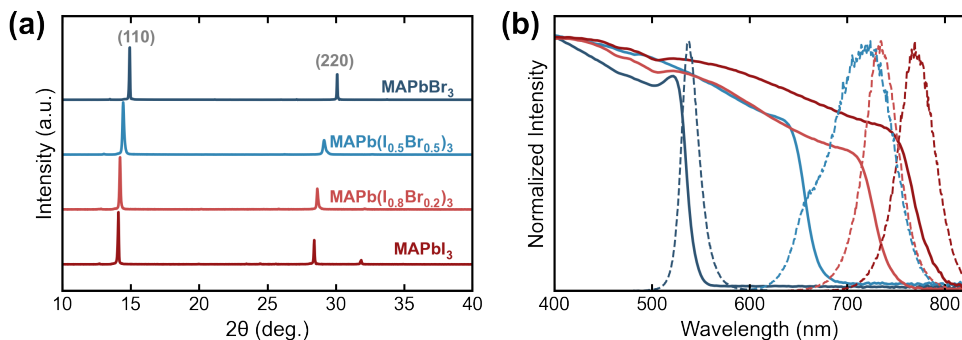 (a)
(110)
(220)
MAPbBr₃
MAPb(I₀.₅Br₀.₅)₃
MAPb(I₀.₈Br₀.₂)₃
MAPbI₃
Intensity (a.u.)
10 15 20 25 30 35 40
2θ (deg.)
(b)
Normalized Intensity
400 500 600 700 800
Wavelength (nm)